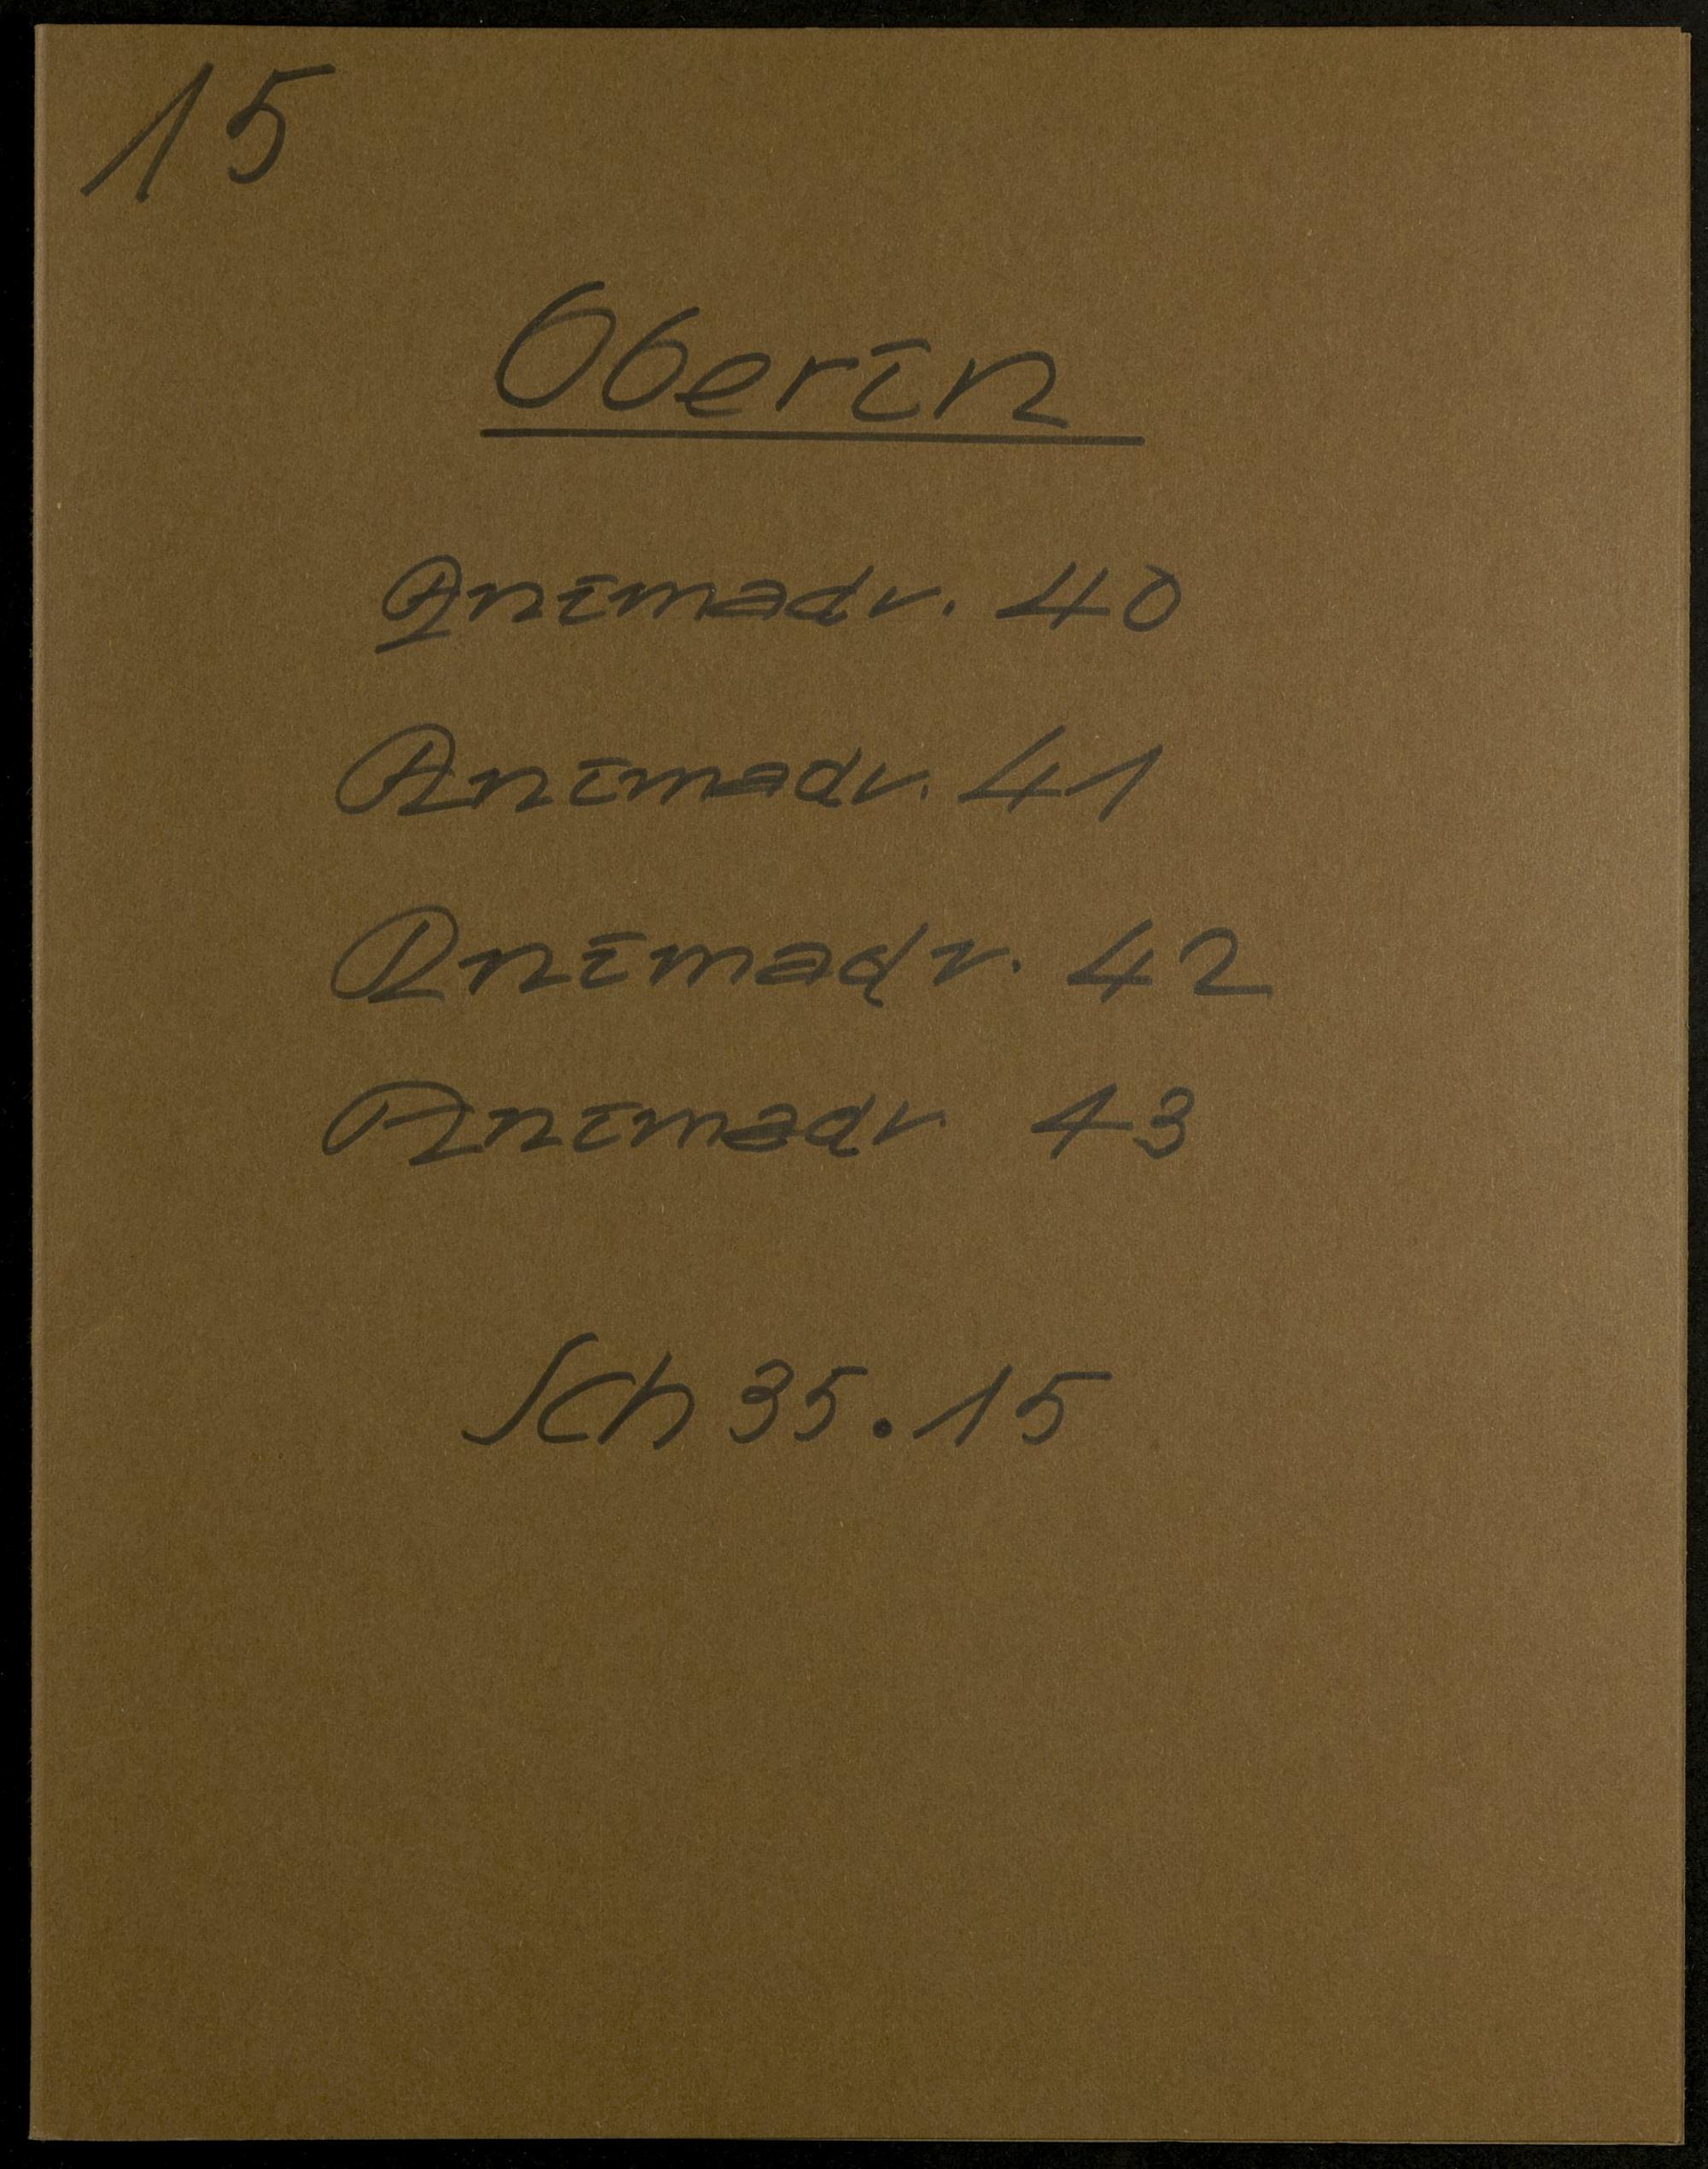 15
Oberin
Animadv. 40
Animadv. 41
Animadv. 42
Animadv. 43
Sch 35.15